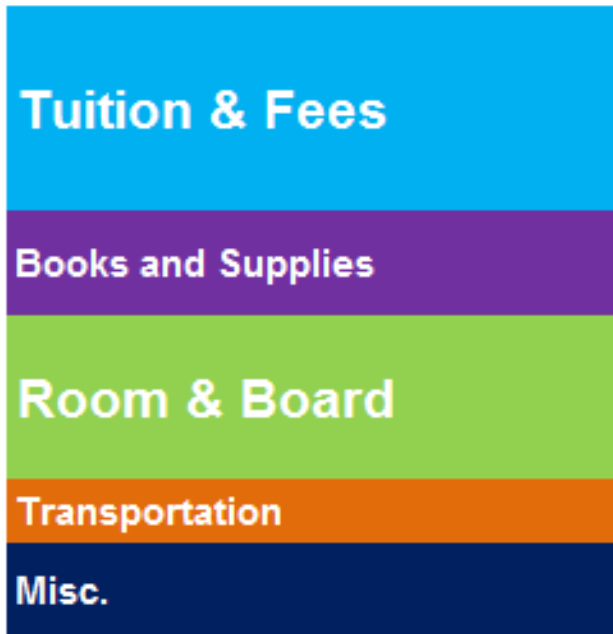 Tuition & Fees
Books and Supplies
Room & Board
Transportation
Misc.